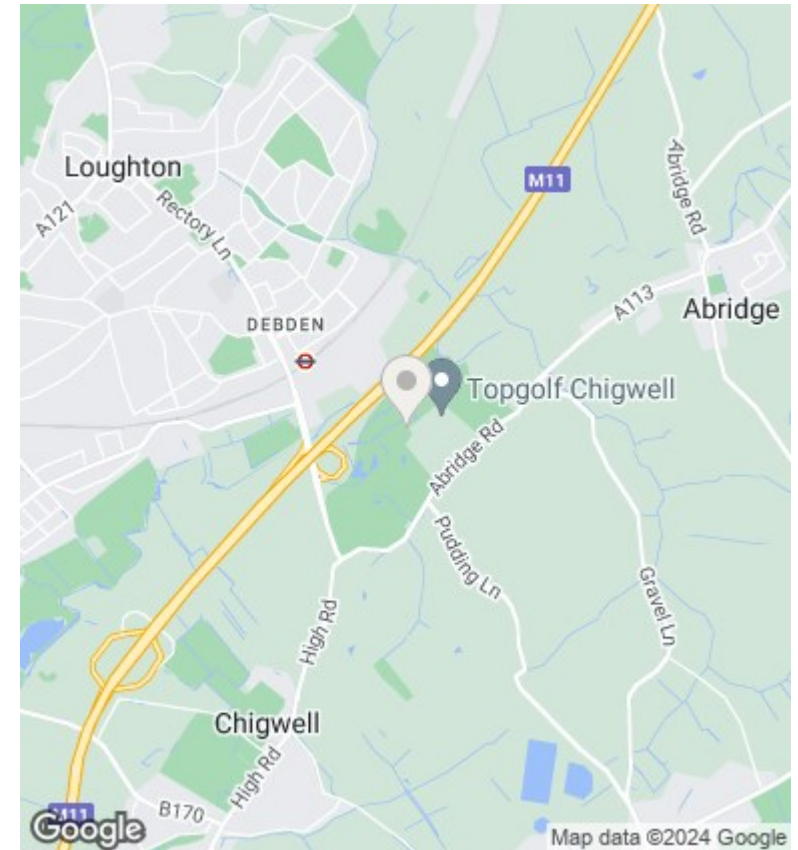 Loughton
A121
Rectory Ln
M11
Abridge Rd
DEBDEN
A113
Abridge
Topgolf Chigwell
Abridge Rd
Pudding Ln
Gravel Ln
High Rd
Chigwell
High Rd
M11
B170
Google
Map data ©2024 Google